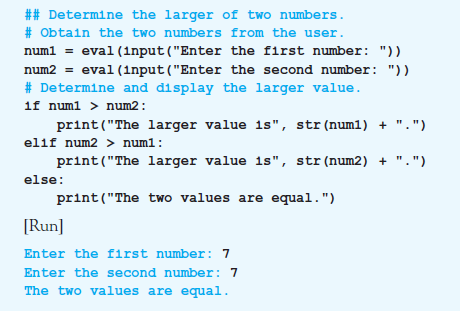 ## Determine the larger of two numbers.
# Obtain the two numbers from the user.
num1 = eval(input("Enter the first number: "))
num2 = eval(input("Enter the second number: "))
# Determine and display the larger value.
if num1 > num2:
    print("The larger value is", str(num1) + ".")
elif num2 > num1:
    print("The larger value is", str(num2) + ".")
else:
    print("The two values are equal.")
[Run]
Enter the first number: 7
Enter the second number: 7
The two values are equal.